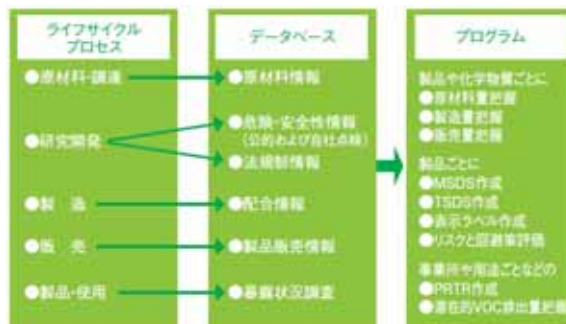 ライフサイクル
プロセス
●原材料・調達
●研究開発
●製　造
●販　売
●製品・使用
データベース
●原材料情報
●危険・安全性情報
（公的および自社点検）
●法規制情報
●配合情報
●製品販売情報
●暴露状況調査
プログラム
製品や化学物質ごとに
●原材料量把握
●製造量把握
●販売量把握
製品ごとに
●MSDS作成
●TSDS作成
●表示ラベル作成
●リスクと回避策評価
事業所や用途ごとなどの
●PRTR作成
●潜在的VOC排出量把握